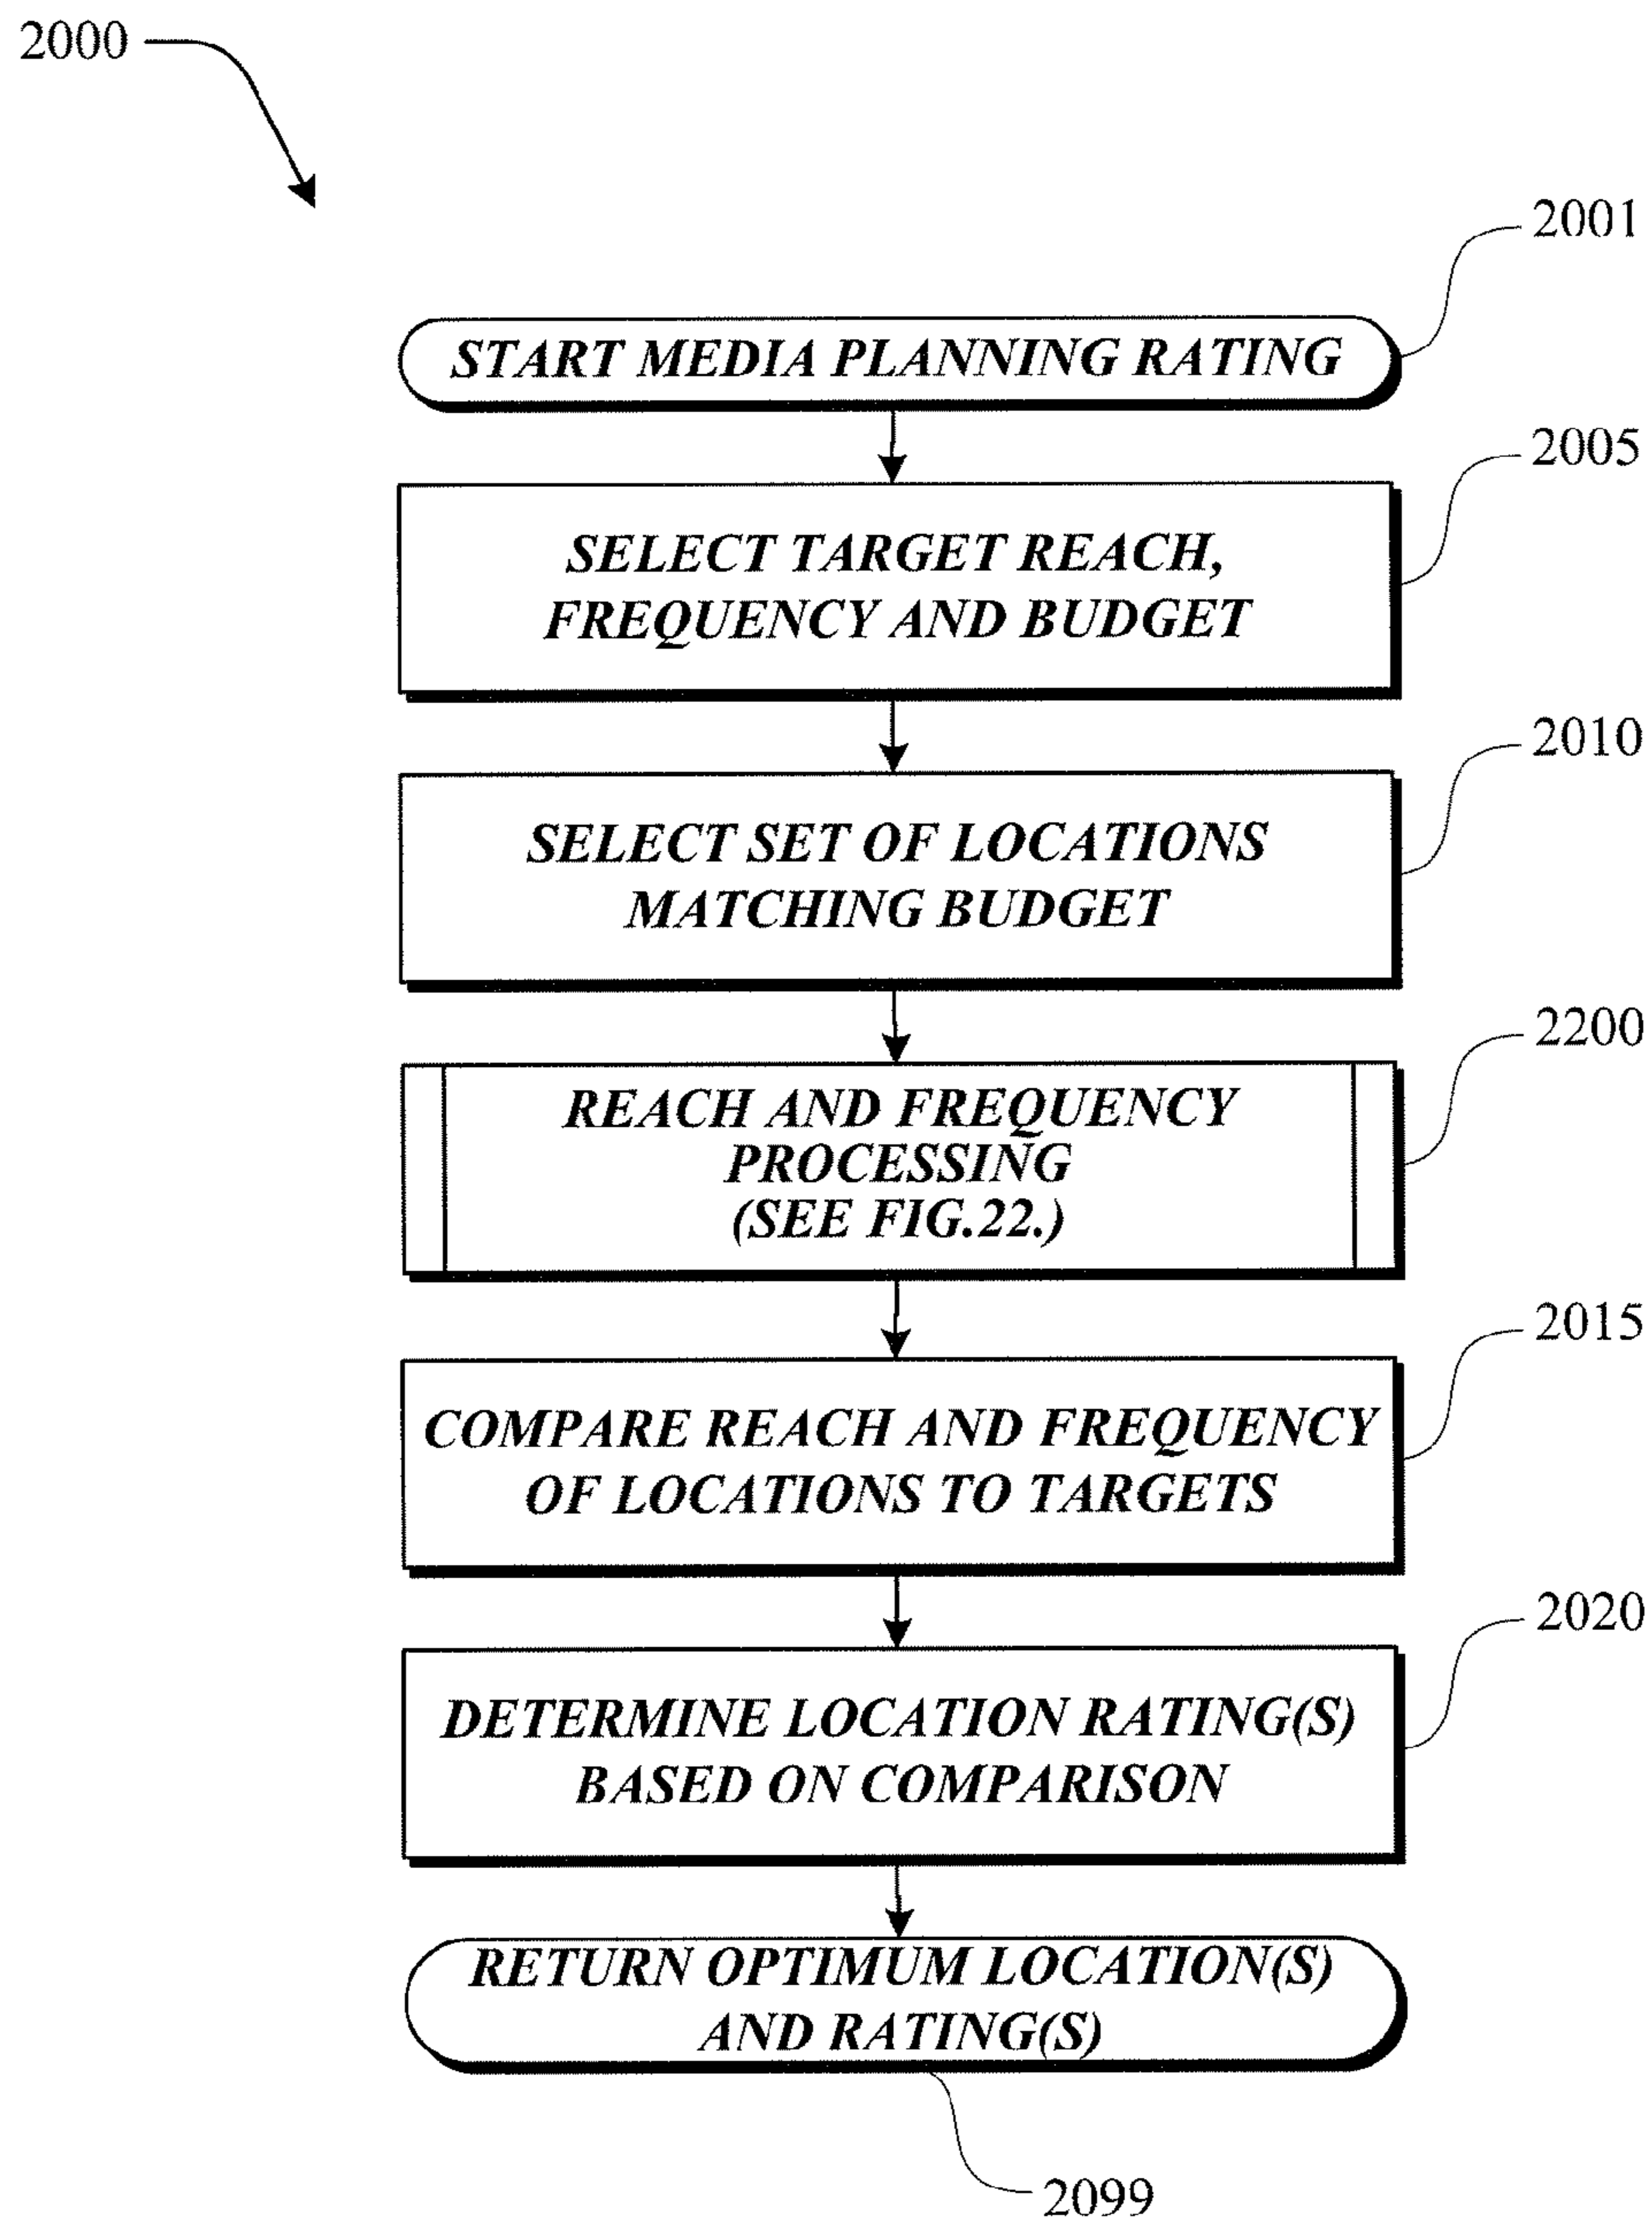 2000
2001
START MEDIA PLANNING RATING
2005
SELECT TARGET REACH,
FREQUENCY AND BUDGET
2010
SELECT SET OF LOCATIONS
MATCHING BUDGET
2200
REACH AND FREQUENCY
PROCESSING
(SEE FIG.22.)
2015
COMPARE REACH AND FREQUENCY
OF LOCATIONS TO TARGETS
2020
DETERMINE LOCATION RATING(S)
BASED ON COMPARISON
RETURN OPTIMUM LOCATION(S)
AND RATING(S)
2099